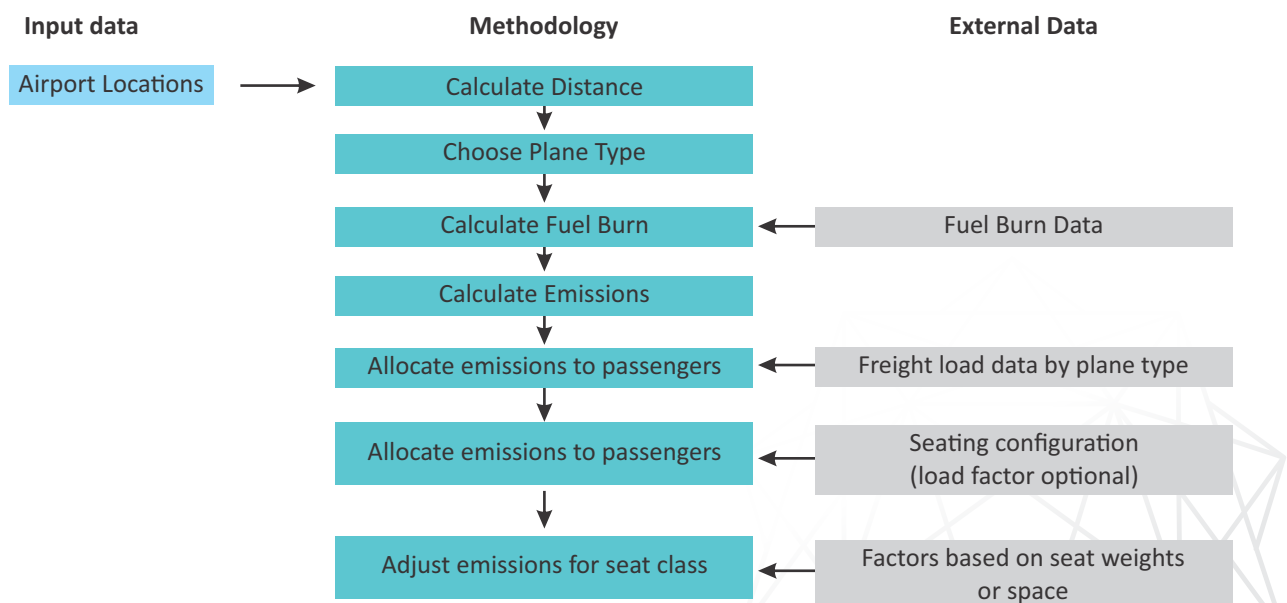 Input data
Methodology
External Data
Airport Locations
Calculate Distance
Choose Plane Type
Calculate Fuel Burn
Fuel Burn Data
Calculate Emissions
Allocate emissions to passengers
Freight load data by plane type
Allocate emissions to passengers
Seating configuration
(load factor optional)
Adjust emissions for seat class
Factors based on seat weights
or space